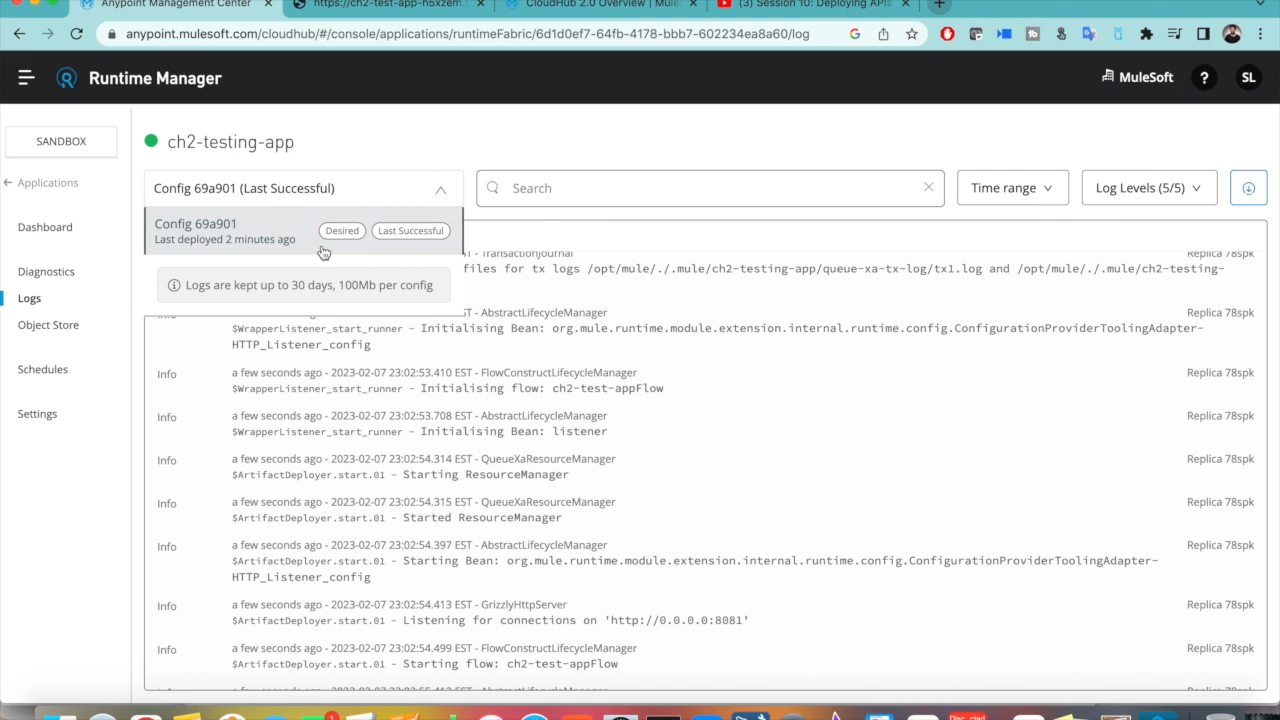 Anypoint Management Center
https://ch2-test-app-h5xzem.
CloudHub 2.0 Overview | Mule
(3) Session 10: Deploying APIs
anypoint.mulesoft.com/cloudhub/#/console/applications/runtimeFabric/6d1d0ef7-64fb-4178-bbb7-602234ea8a60/log
Runtime Manager
MuleSoft
?
SL
SANDBOX
Applications
Dashboard
Diagnostics
Logs
Object Store
Schedules
Settings
ch2-testing-app
Config 69a901 (Last Successful)
Search
Time range
Log Levels (5/5)
Config 69a901
Desired
Last Successful
Last deployed 2 minutes ago
Logs are kept up to 30 days, 100Mb per config
ST - TransactionJournal
Replica 78spk
files for tx logs /opt/mule/./.mule/ch2-testing-app/queue-xa-tx-log/tx1.log and /opt/mule/./.mule/ch2-testing-
ST - AbstractLifecycleManager
Replica 78spk
$WrapperListener_start_runner - Initialising Bean: org.mule.runtime.module.extension.internal.runtime.config.ConfigurationProviderToolingAdapter-
HTTP_Listener_config
Info
a few seconds ago - 2023-02-07 23:02:53.410 EST - FlowConstructLifecycleManager
Replica 78spk
$WrapperListener_start_runner - Initialising flow: ch2-test-appFlow
Info
a few seconds ago - 2023-02-07 23:02:53.708 EST - AbstractLifecycleManager
Replica 78spk
$WrapperListener_start_runner - Initialising Bean: listener
Info
a few seconds ago - 2023-02-07 23:02:54.314 EST - QueueXaResourceManager
Replica 78spk
$ArtifactDeployer.start.01 - Starting ResourceManager
Info
a few seconds ago - 2023-02-07 23:02:54.315 EST - QueueXaResourceManager
Replica 78spk
$ArtifactDeployer.start.01 - Started ResourceManager
Info
a few seconds ago - 2023-02-07 23:02:54.397 EST - AbstractLifecycleManager
Replica 78spk
$ArtifactDeployer.start.01 - Starting Bean: org.mule.runtime.module.extension.internal.runtime.config.ConfigurationProviderToolingAdapter-
HTTP_Listener_config
Info
a few seconds ago - 2023-02-07 23:02:54.413 EST - GrizzlyHttpServer
Replica 78spk
$ArtifactDeployer.start.01 - Listening for connections on 'http://0.0.0.0:8081'
Info
a few seconds ago - 2023-02-07 23:02:54.499 EST - FlowConstructLifecycleManager
Replica 78spk
$ArtifactDeployer.start.01 - Starting flow: ch2-test-appFlow